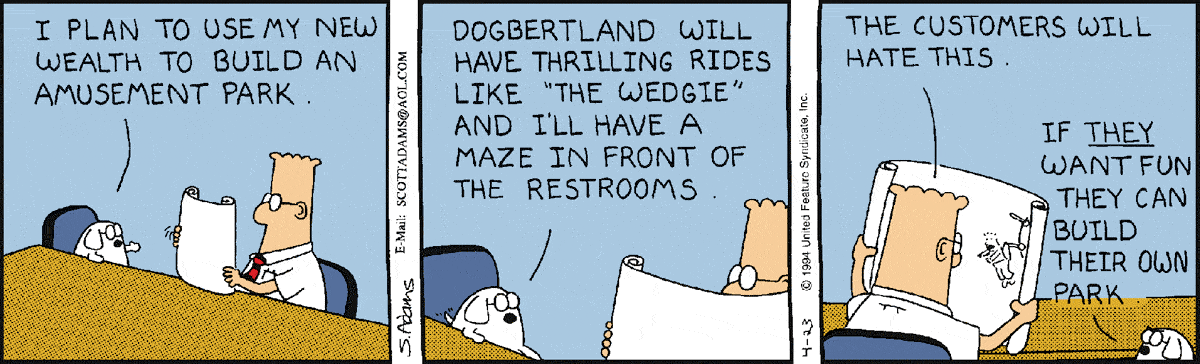 I PLAN TO USE MY NEW
WEALTH TO BUILD AN
AMUSEMENT PARK.
S. Adams
E-Mail: SCOTTADAMS@AOL.COM
DOGBERTLAND WILL
HAVE THRILLING RIDES
LIKE "THE WEDGIE"
AND I'LL HAVE A
MAZE IN FRONT OF
THE RESTROOMS.
4-23
© 1994 United Feature Syndicate, Inc.
THE CUSTOMERS WILL
HATE THIS.
IF THEY
WANT FUN
THEY CAN
BUILD
THEIR OWN
PARK